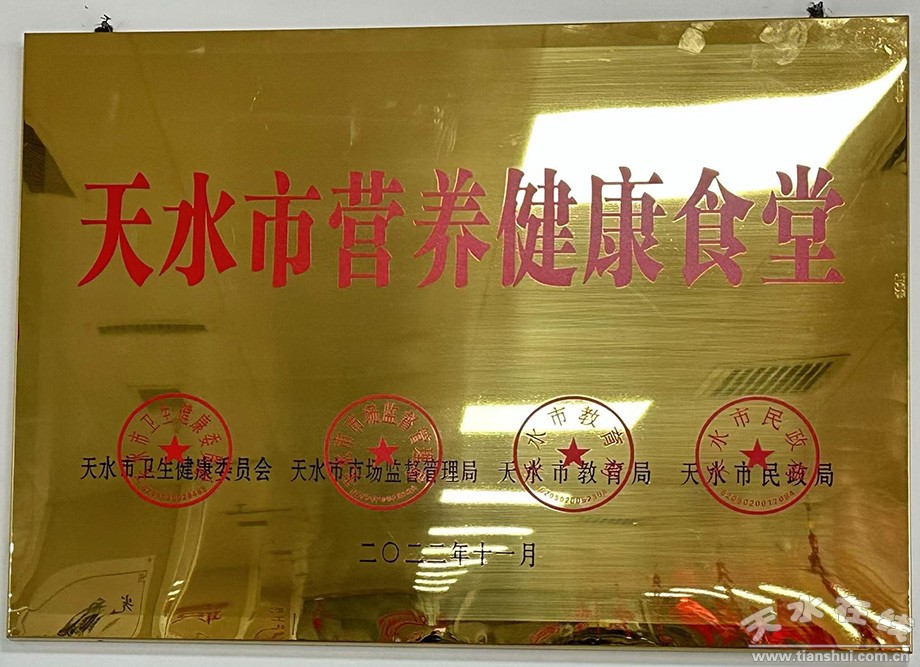 天水市营养健康食堂
天水市卫生健康委员会 天水市市场监督管理局 天水市教育局 天水市民政局
二〇二二年十一月
天水在线
www.tianshui.com.cn